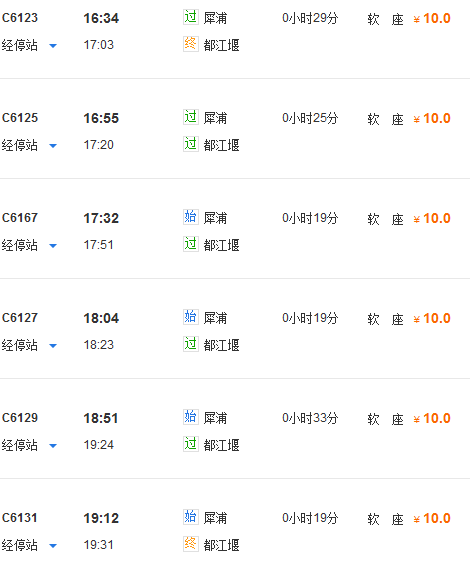 C6123 16:34 过 犀浦 0小时29分 软 座 ¥10.0
经停站 17:03 终 都江堰
C6125 16:55 过 犀浦 0小时25分 软 座 ¥10.0
经停站 17:20 过 都江堰
C6167 17:32 始 犀浦 0小时19分 软 座 ¥10.0
经停站 17:51 过 都江堰
C6127 18:04 始 犀浦 0小时19分 软 座 ¥10.0
经停站 18:23 过 都江堰
C6129 18:51 始 犀浦 0小时33分 软 座 ¥10.0
经停站 19:24 过 都江堰
C6131 19:12 始 犀浦 0小时19分 软 座 ¥10.0
经停站 19:31 终 都江堰